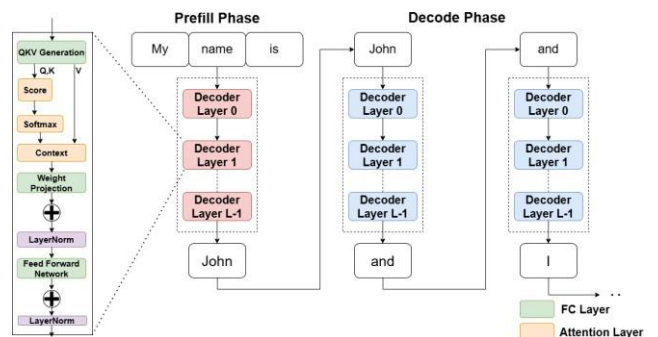 Prefill Phase
Decode Phase
QKV Generation
Q,K
V
Score
Softmax
Context
Weight
Projection
LayerNorm
Feed Forward
Network
LayerNorm
My
name
is
Decoder
Layer 0
Decoder
Layer 1
Decoder
Layer L-1
John
John
Decoder
Layer 0
Decoder
Layer 1
Decoder
Layer L-1
and
and
Decoder
Layer 0
Decoder
Layer 1
Decoder
Layer L-1
I
FC Layer
Attention Layer